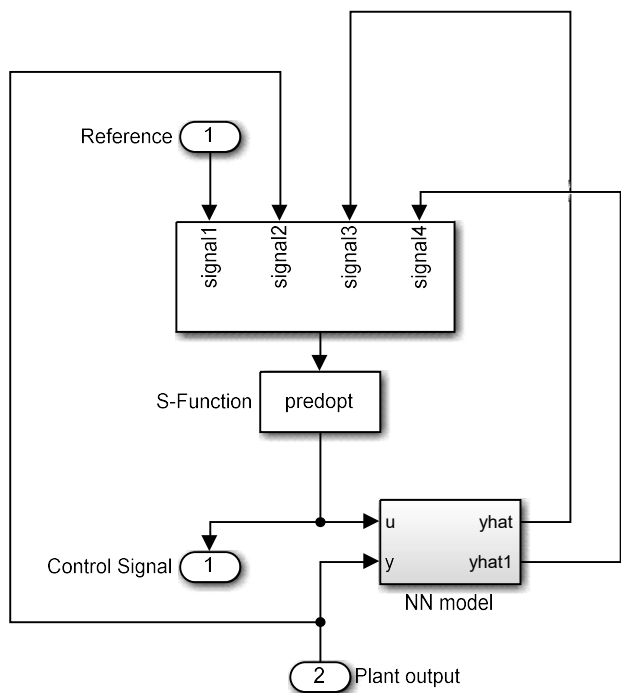 Reference
1
signal1
signal2
signal3
signal4
S-Function
predopt
u
yhat
y
yhat1
NN model
Control Signal
1
2
Plant output